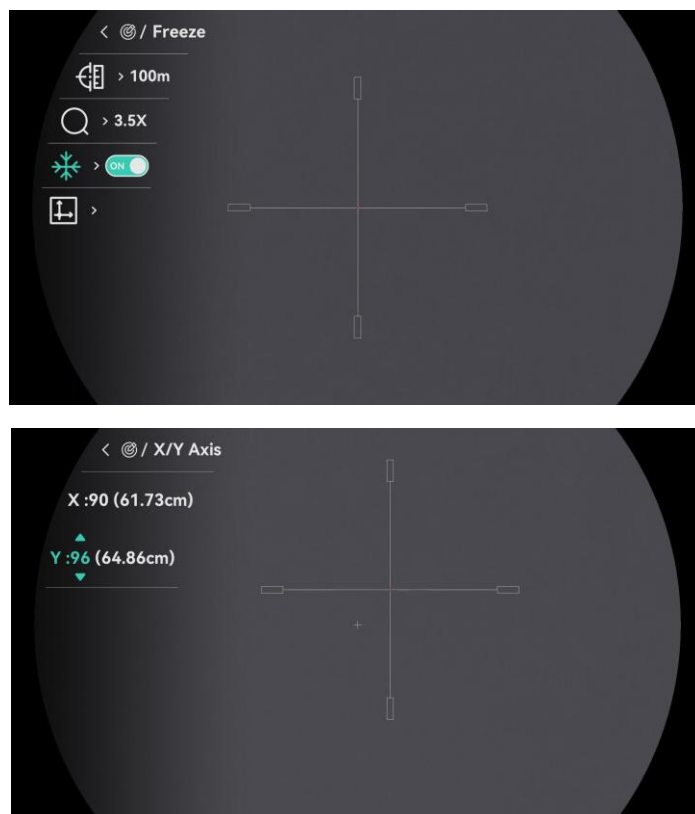 < / Freeze
> 100m
> 3.5X
> ON
>
< / X/Y Axis
X :90 (61.73cm)
Y :96 (64.86cm)